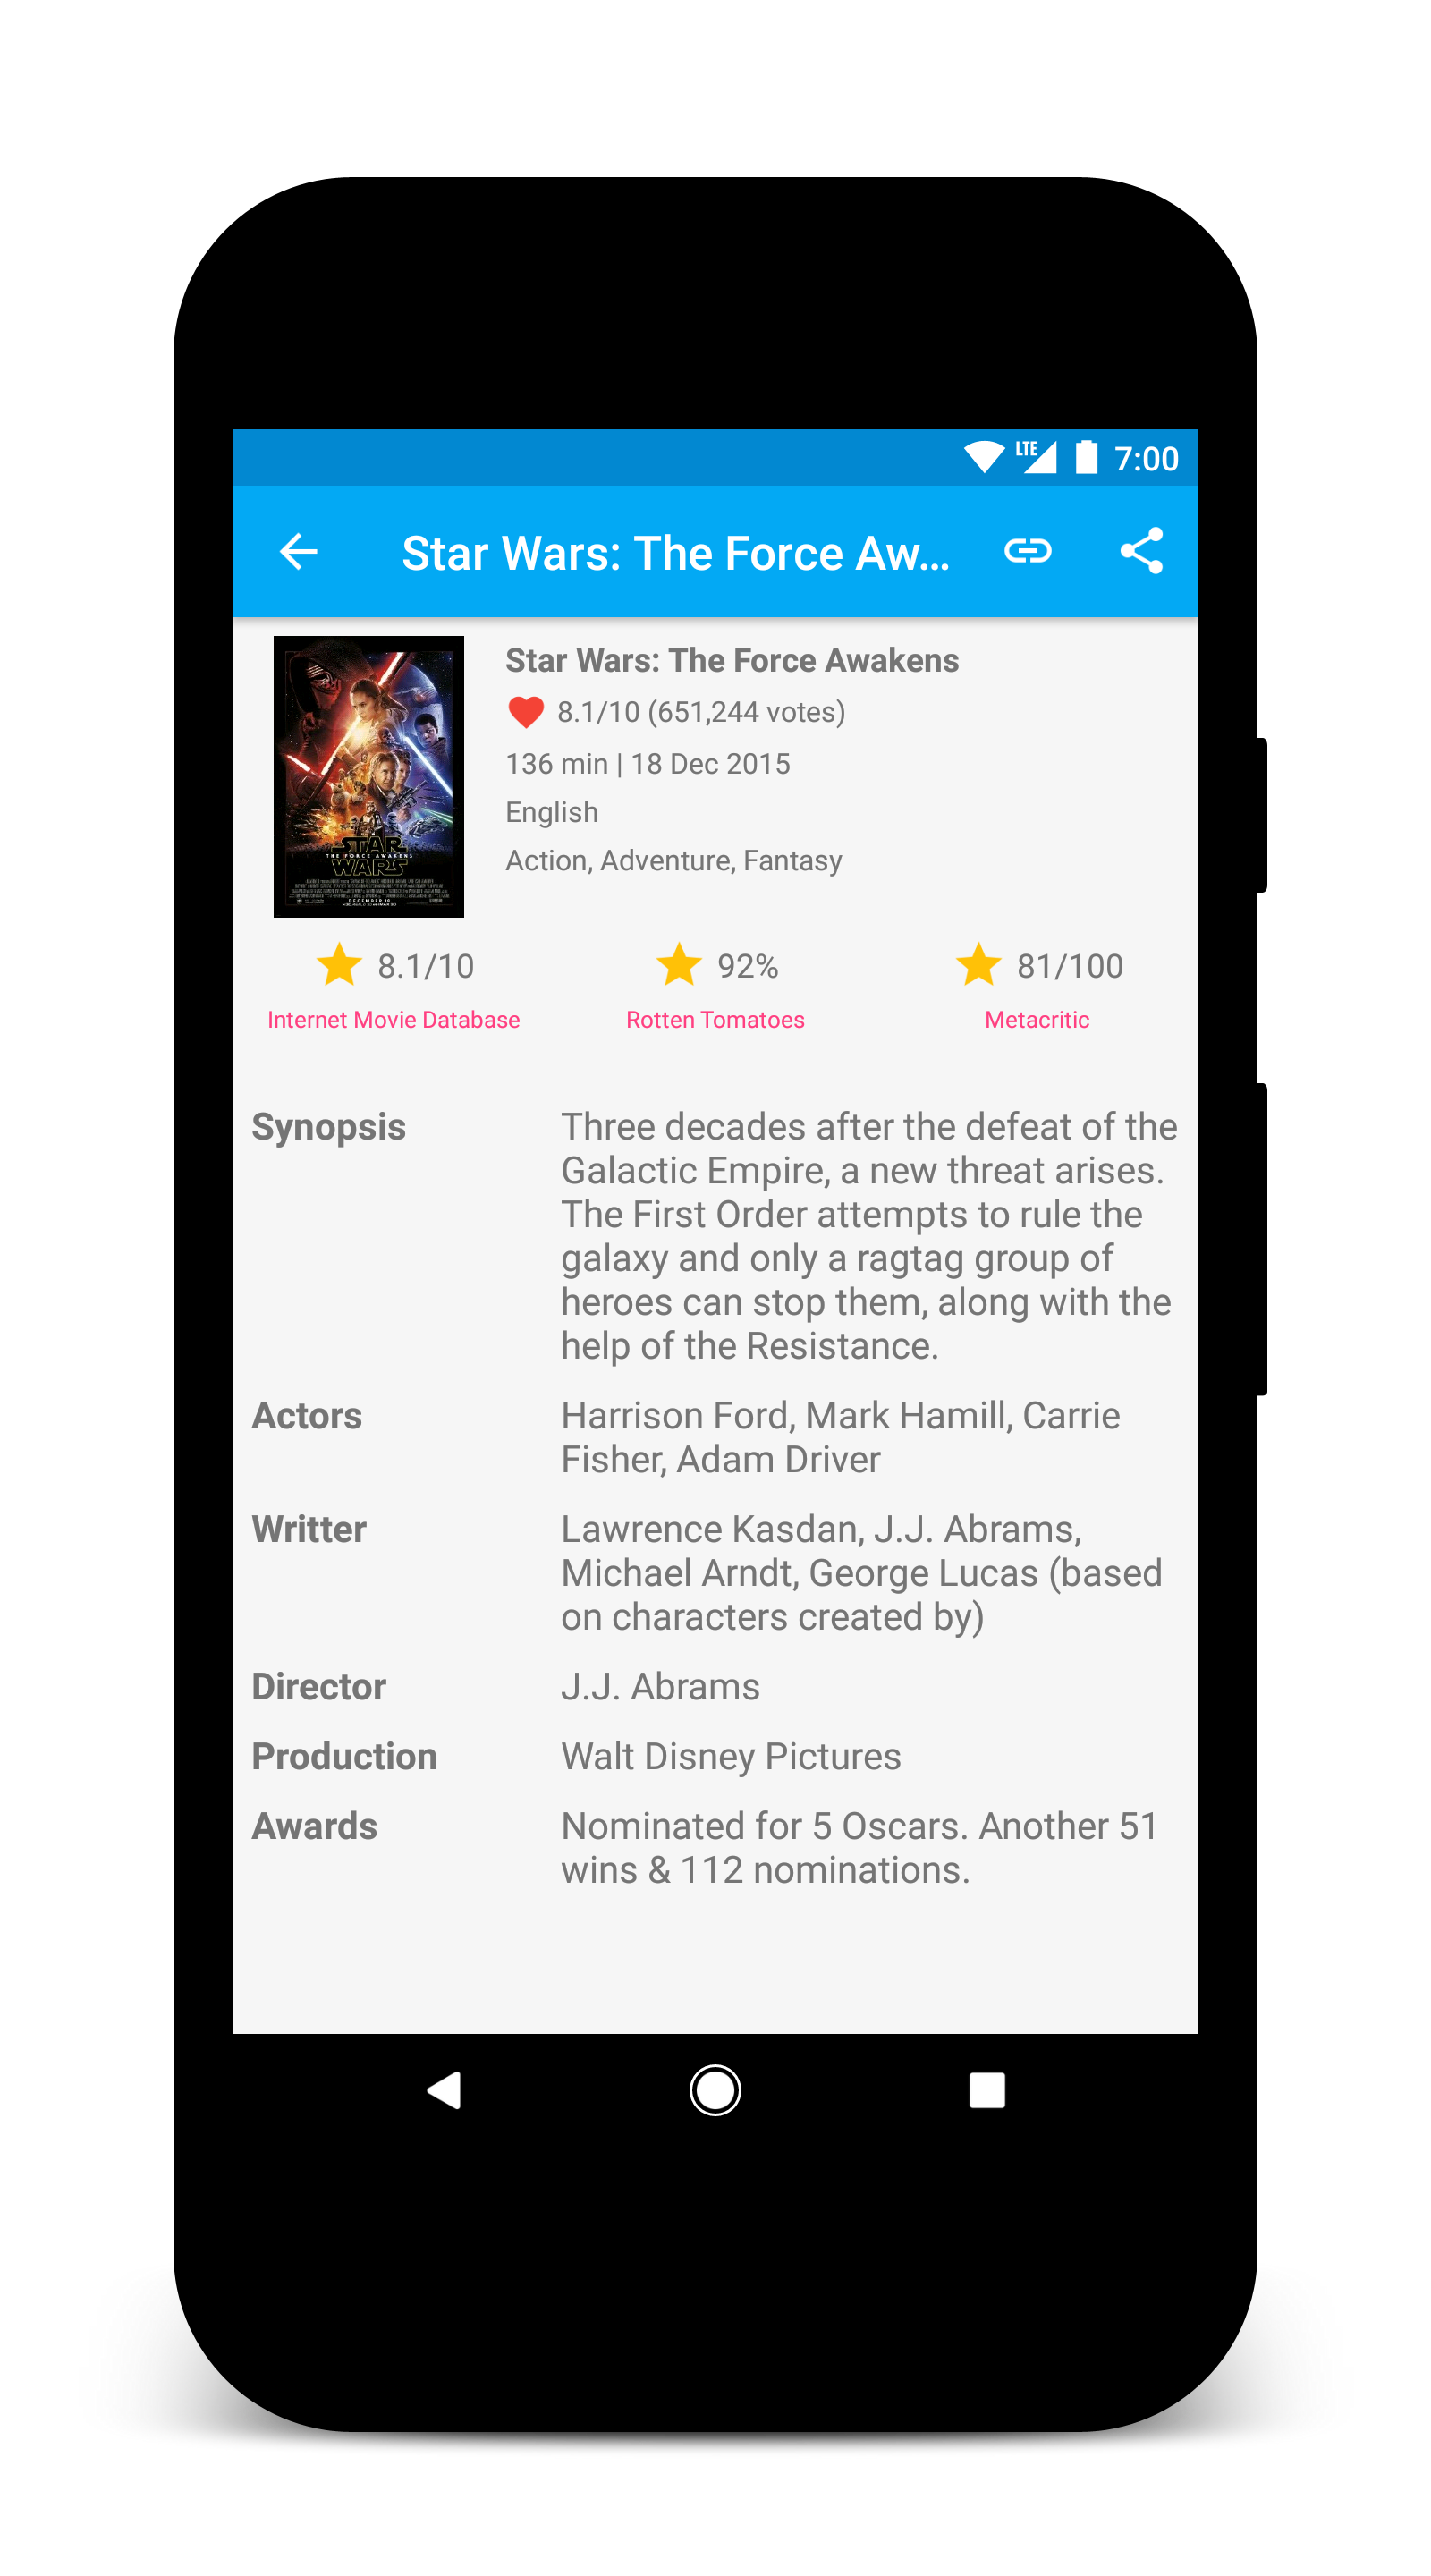 LTE 7:00
Star Wars: The Force Aw...
Star Wars: The Force Awakens
8.1/10 (651,244 votes)
136 min | 18 Dec 2015
English
Action, Adventure, Fantasy
STAR
THE FORCE AWAKENS
WARS
8.1/10 92% 81/100
Internet Movie Database Rotten Tomatoes Metacritic
Synopsis Three decades after the defeat of the
Galactic Empire, a new threat arises.
The First Order attempts to rule the
galaxy and only a ragtag group of
heroes can stop them, along with the
help of the Resistance.
Actors Harrison Ford, Mark Hamill, Carrie
Fisher, Adam Driver
Writter Lawrence Kasdan, J.J. Abrams,
Michael Arndt, George Lucas (based
on characters created by)
Director J.J. Abrams
Production Walt Disney Pictures
Awards Nominated for 5 Oscars. Another 51
wins & 112 nominations.